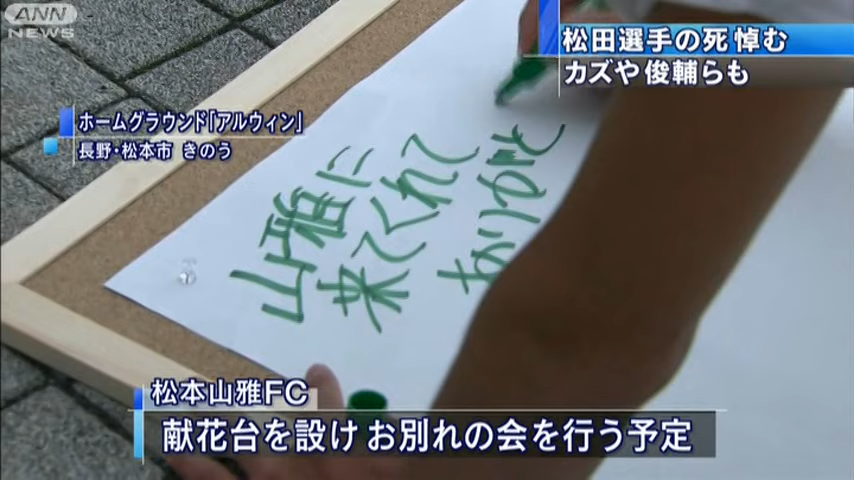 ANN
NEWS
松田選手の死 悼む
カズや俊輔らも
ホームグラウンド「アルウィン」
長野・松本市 きのう
山雅に
来てくれて
ありがと
松本山雅FC
献花台を設け お別れの会を行う予定